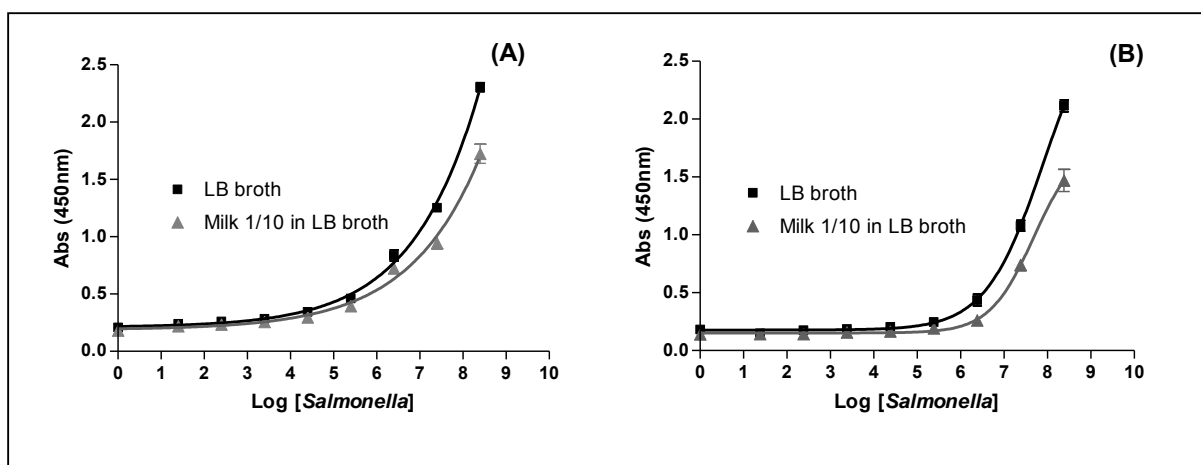 (A)
2.5
2.0
1.5
1.0
0.5
0.0
Abs (450nm)
LB broth
Milk 1/10 in LB broth
0 1 2 3 4 5 6 7 8 9 10
Log [Salmonella]
(B)
2.5
2.0
1.5
1.0
0.5
0.0
Abs (450nm)
LB broth
Milk 1/10 in LB broth
0 1 2 3 4 5 6 7 8 9 10
Log [Salmonella]